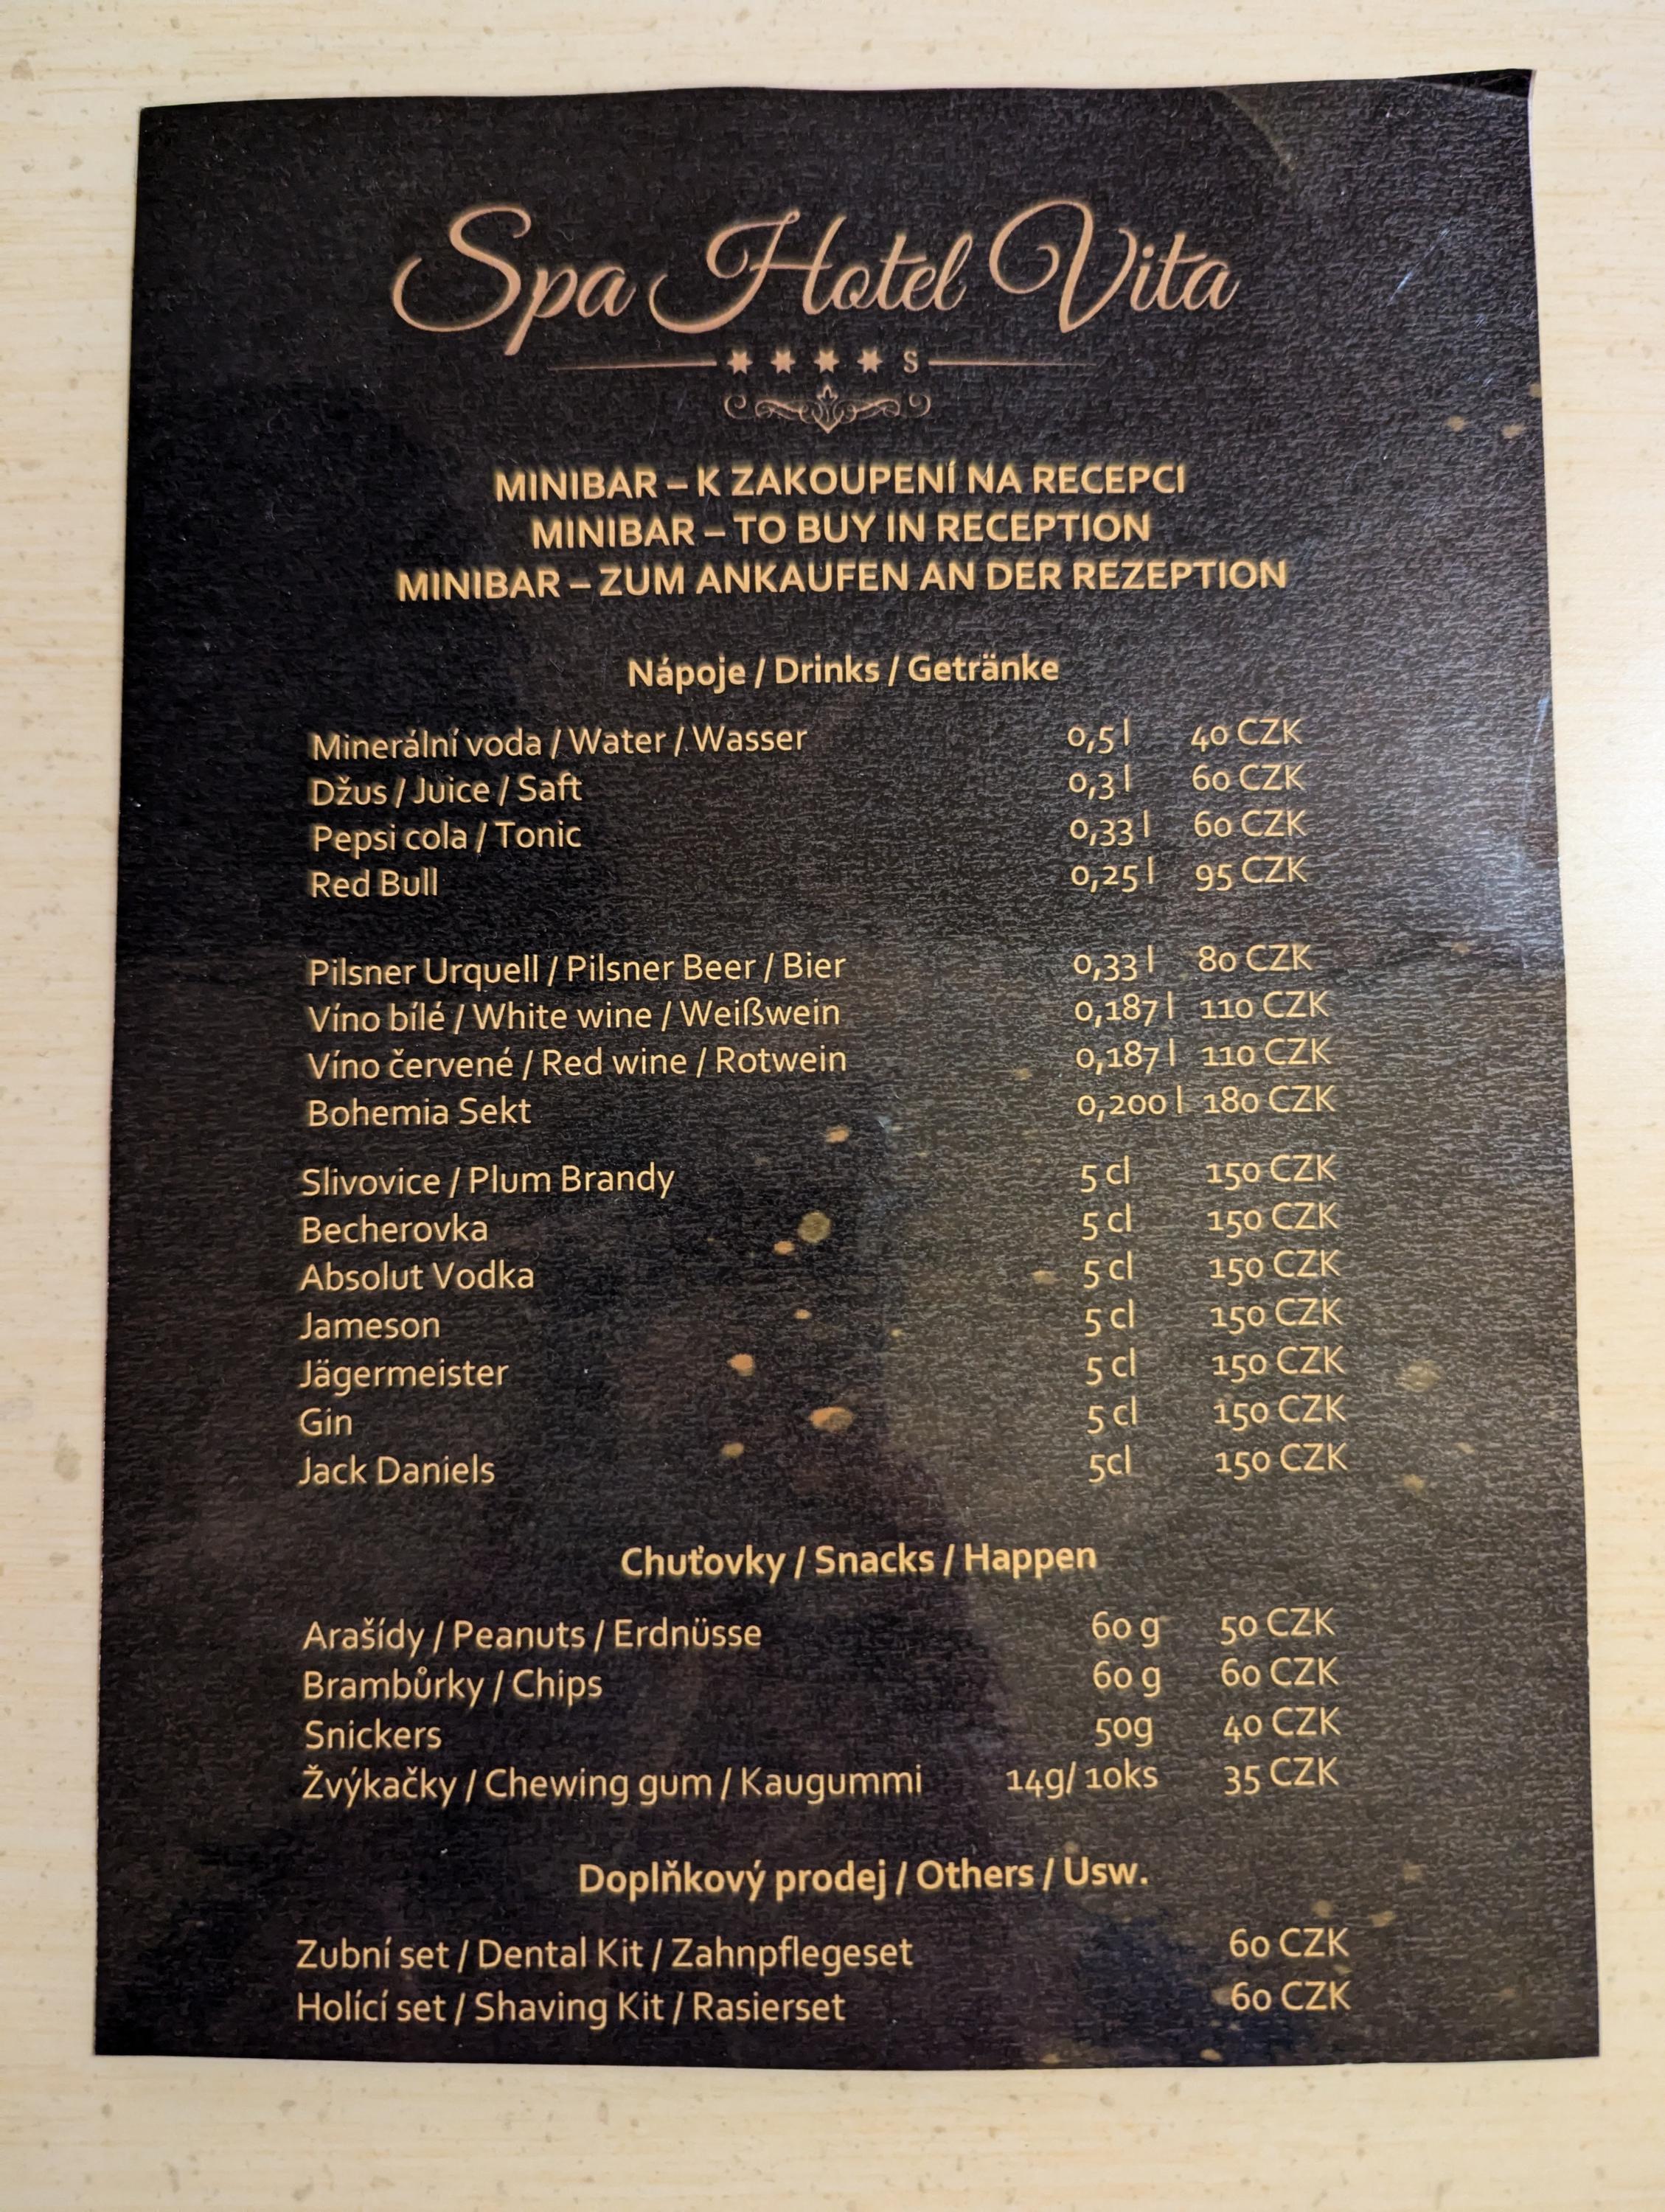 Spa Hotel Vita
★ ★ ★ ★ S
MINIBAR – K ZAKOUPENÍ NA RECEPCI
MINIBAR – TO BUY IN RECEPTION
MINIBAR – ZUM ANKAUFEN AN DER REZEPTION
Nápoje / Drinks / Getränke
Minerální voda / Water / Wasser 0,5 l 40 CZK
Džus / Juice / Saft 0,3 l 60 CZK
Pepsi cola / Tonic 0,33 l 60 CZK
Red Bull 0,25 l 95 CZK
Pilsner Urquell / Pilsner Beer / Bier 0,33 l 80 CZK
Víno bílé / White wine / Weißwein 0,187 l 110 CZK
Víno červené / Red wine / Rotwein 0,187 l 110 CZK
Bohemia Sekt 0,200 l 180 CZK
Slivovice / Plum Brandy 5 cl 150 CZK
Becherovka 5 cl 150 CZK
Absolut Vodka 5 cl 150 CZK
Jameson 5 cl 150 CZK
Jägermeister 5 cl 150 CZK
Gin 5 cl 150 CZK
Jack Daniels 5cl 150 CZK
Chuťovky / Snacks / Happen
Arašídy / Peanuts / Erdnüsse 60 g 50 CZK
Brambůrky / Chips 60 g 60 CZK
Snickers 50g 40 CZK
Žvýkačky / Chewing gum / Kaugummi 14g/ 10ks 35 CZK
Doplňkový prodej / Others / Usw.
Zubní set / Dental Kit / Zahnpflegeset 60 CZK
Holící set / Shaving Kit / Rasierset 60 CZK